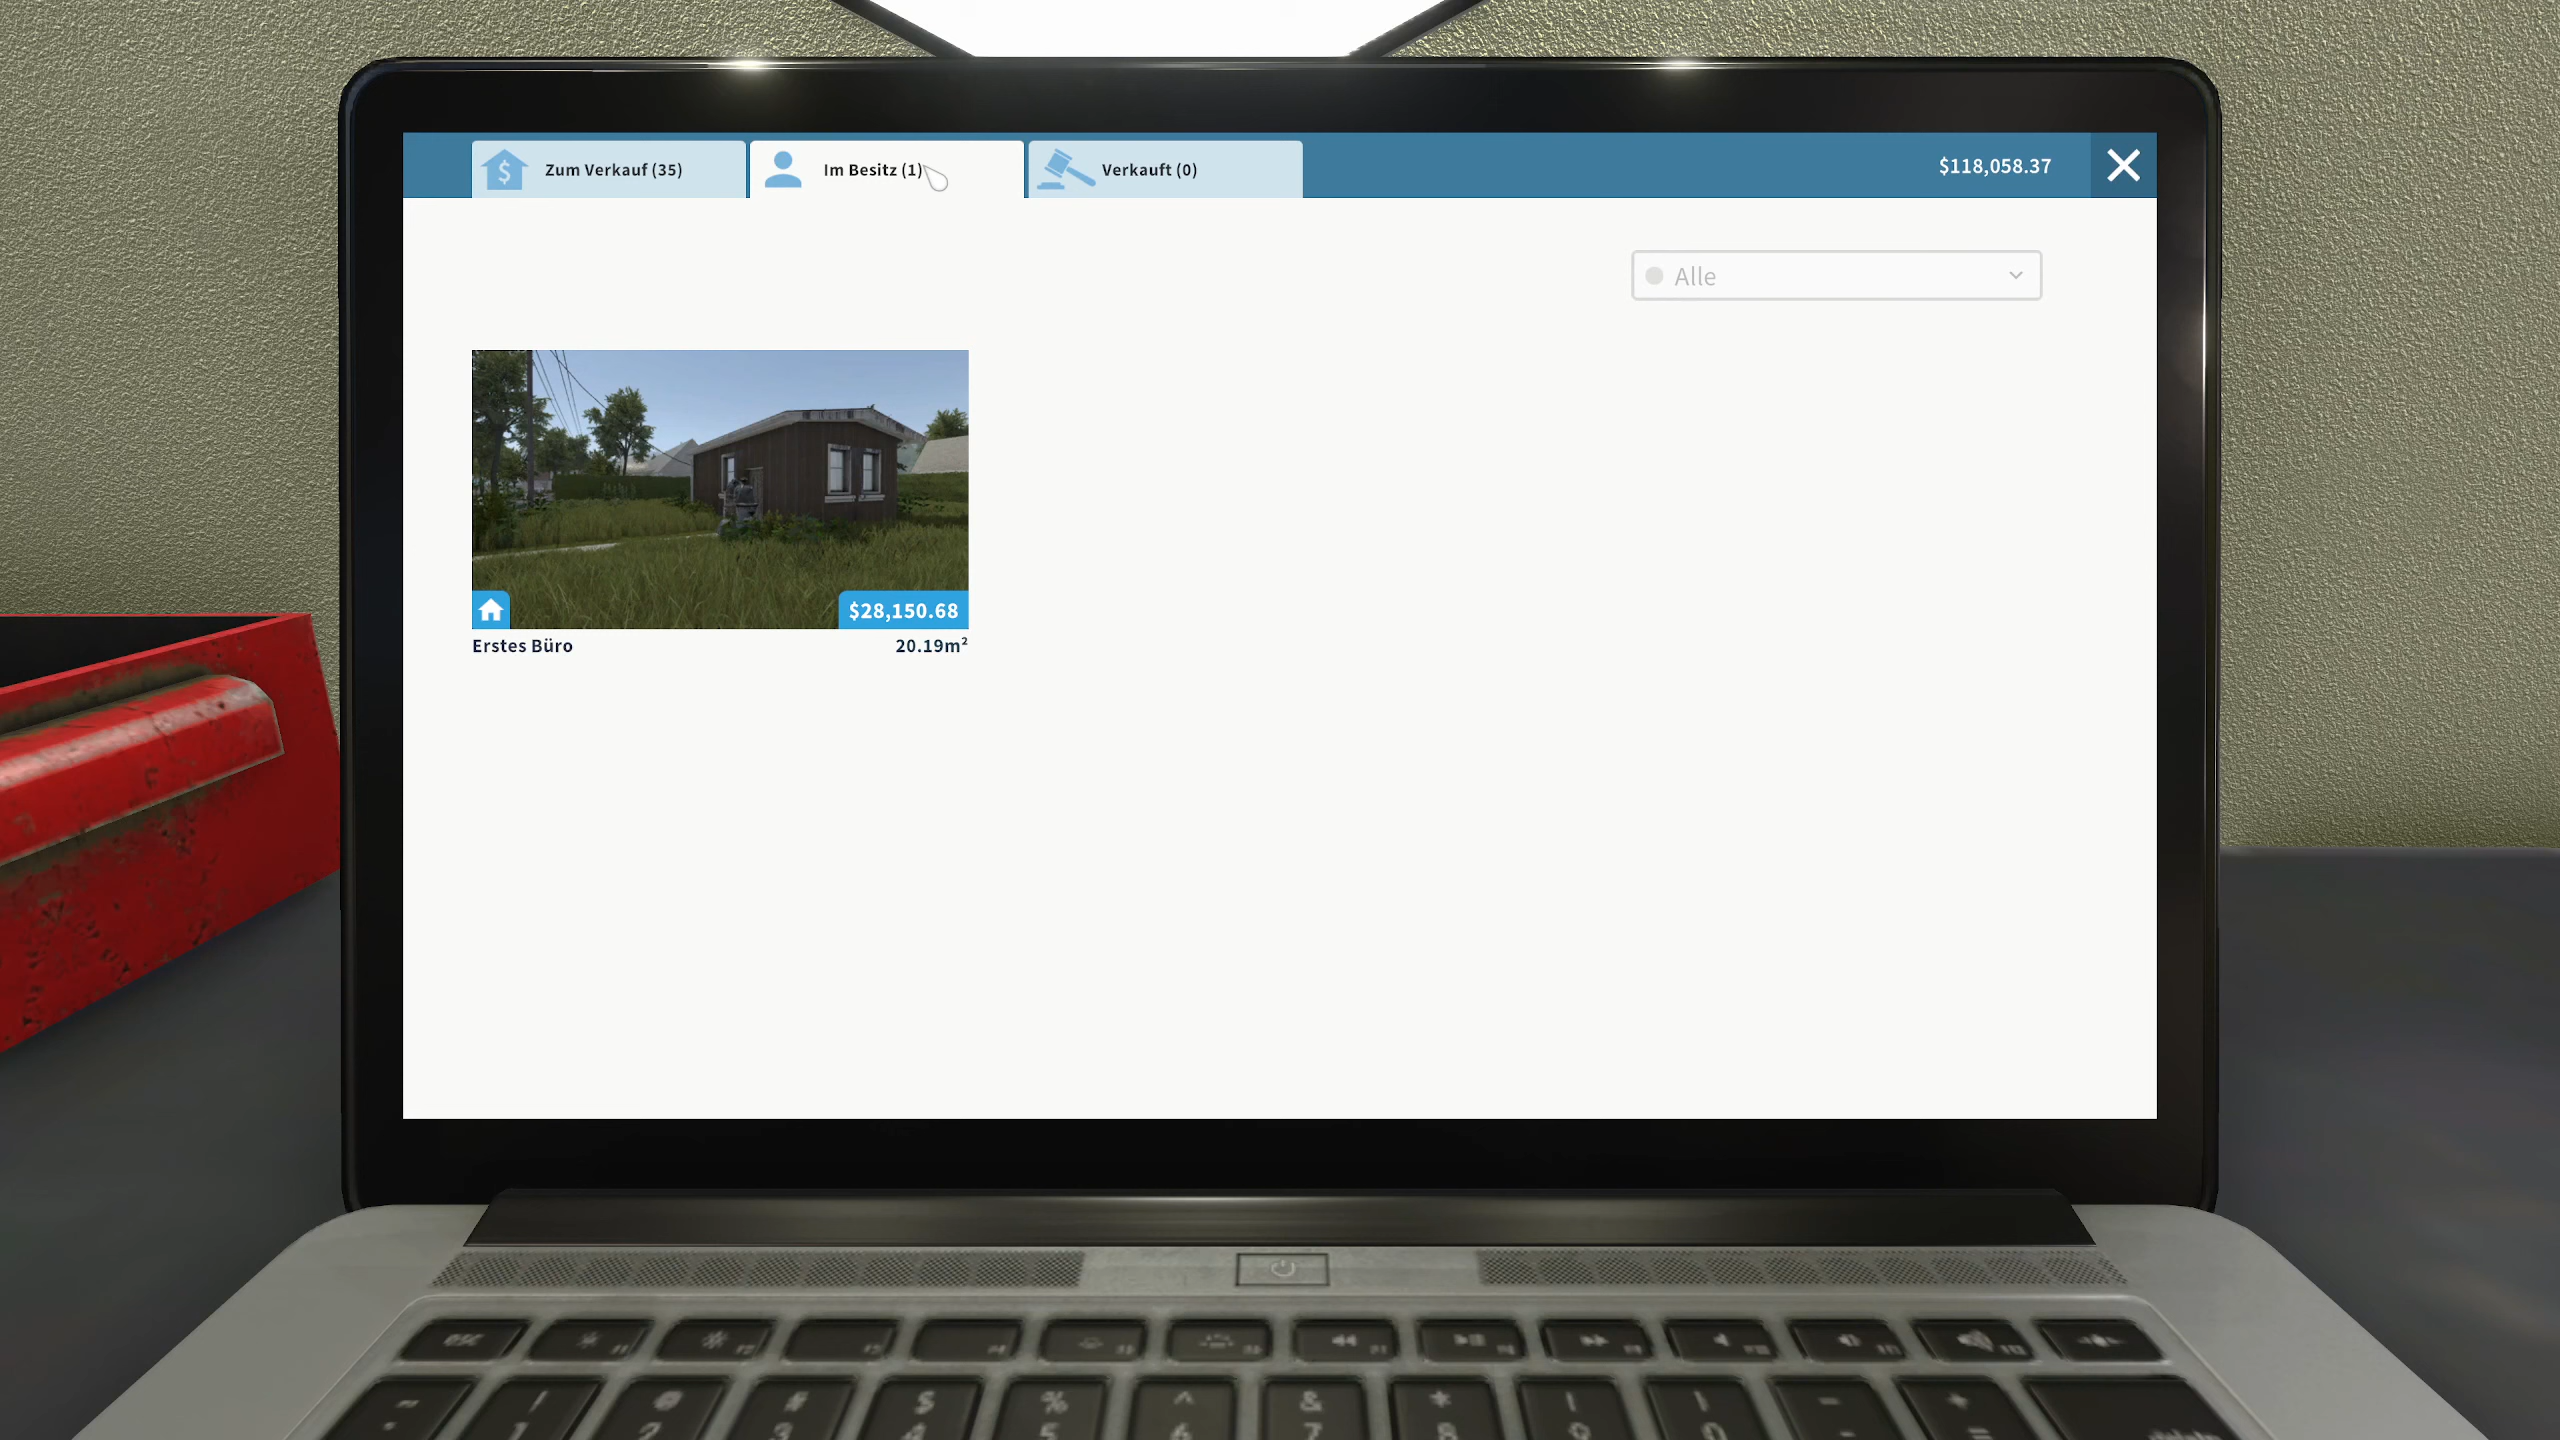 Zum Verkauf (35)
Im Besitz (1)
Verkauft (0)
$118,058.37
Alle
$28,150.68
Erstes Büro
20.19m²
esc